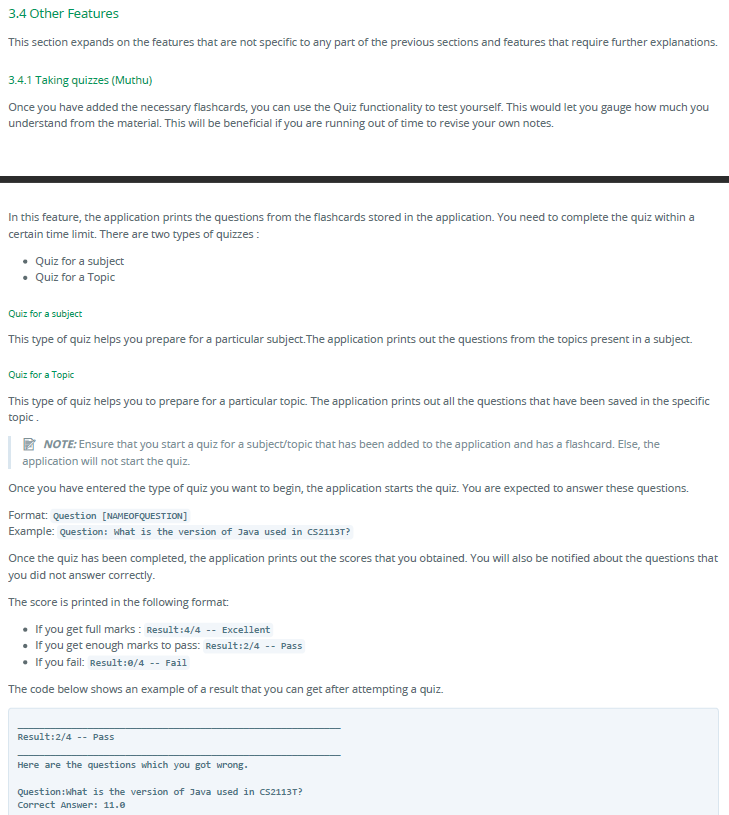 3.4 Other Features
This section expands on the features that are not specific to any part of the previous sections and features that require further explanations.
3.4.1 Taking quizzes (Muthu)
Once you have added the necessary flashcards, you can use the Quiz functionality to test yourself. This would let you gauge how much you
understand from the material. This will be beneficial if you are running out of time to revise your own notes.
In this feature, the application prints the questions from the flashcards stored in the application. You need to complete the quiz within a
certain time limit. There are two types of quizzes :
• Quiz for a subject
• Quiz for a Topic
Quiz for a subject
This type of quiz helps you prepare for a particular subject.The application prints out the questions from the topics present in a subject.
Quiz for a Topic
This type of quiz helps you to prepare for a particular topic. The application prints out all the questions that have been saved in the specific
topic .
NOTE: Ensure that you start a quiz for a subject/topic that has been added to the application and has a flashcard. Else, the
application will not start the quiz.
Once you have entered the type of quiz you want to begin, the application starts the quiz. You are expected to answer these questions.
Format: Question [NAMEOFQUESTION]
Example: Question: What is the version of Java used in CS2113T?
Once the quiz has been completed, the application prints out the scores that you obtained. You will also be notified about the questions that
you did not answer correctly.
The score is printed in the following format:
• If you get full marks : Result:4/4 -- Excellent
• If you get enough marks to pass: Result:2/4 -- Pass
• If you fail: Result:0/4 -- Fail
The code below shows an example of a result that you can get after attempting a quiz.
Result:2/4 -- Pass
Here are the questions which you got wrong.
Question:What is the version of Java used in CS2113T?
Correct Answer: 11.0